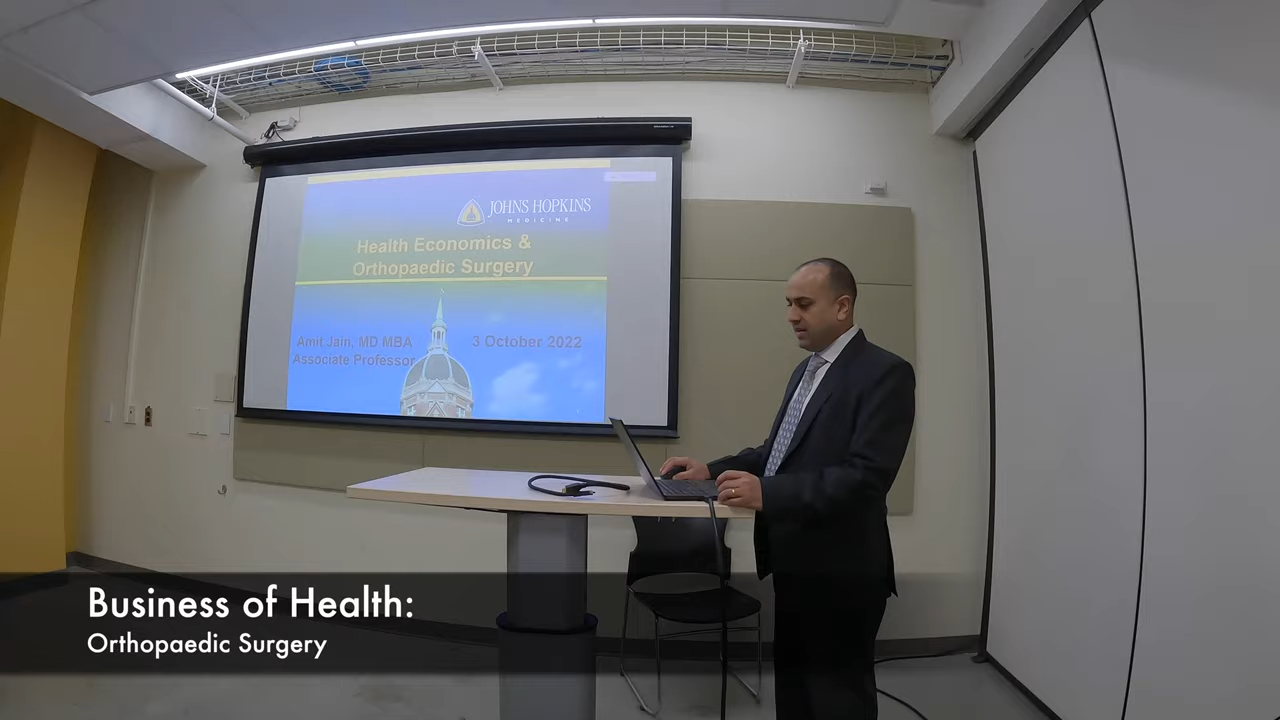 JOHNS HOPKINS
MEDICINE
Health Economics &
Orthopaedic Surgery
Amit Jain, MD MBA
Associate Professor
3 October 2022
Business of Health:
Orthopaedic Surgery